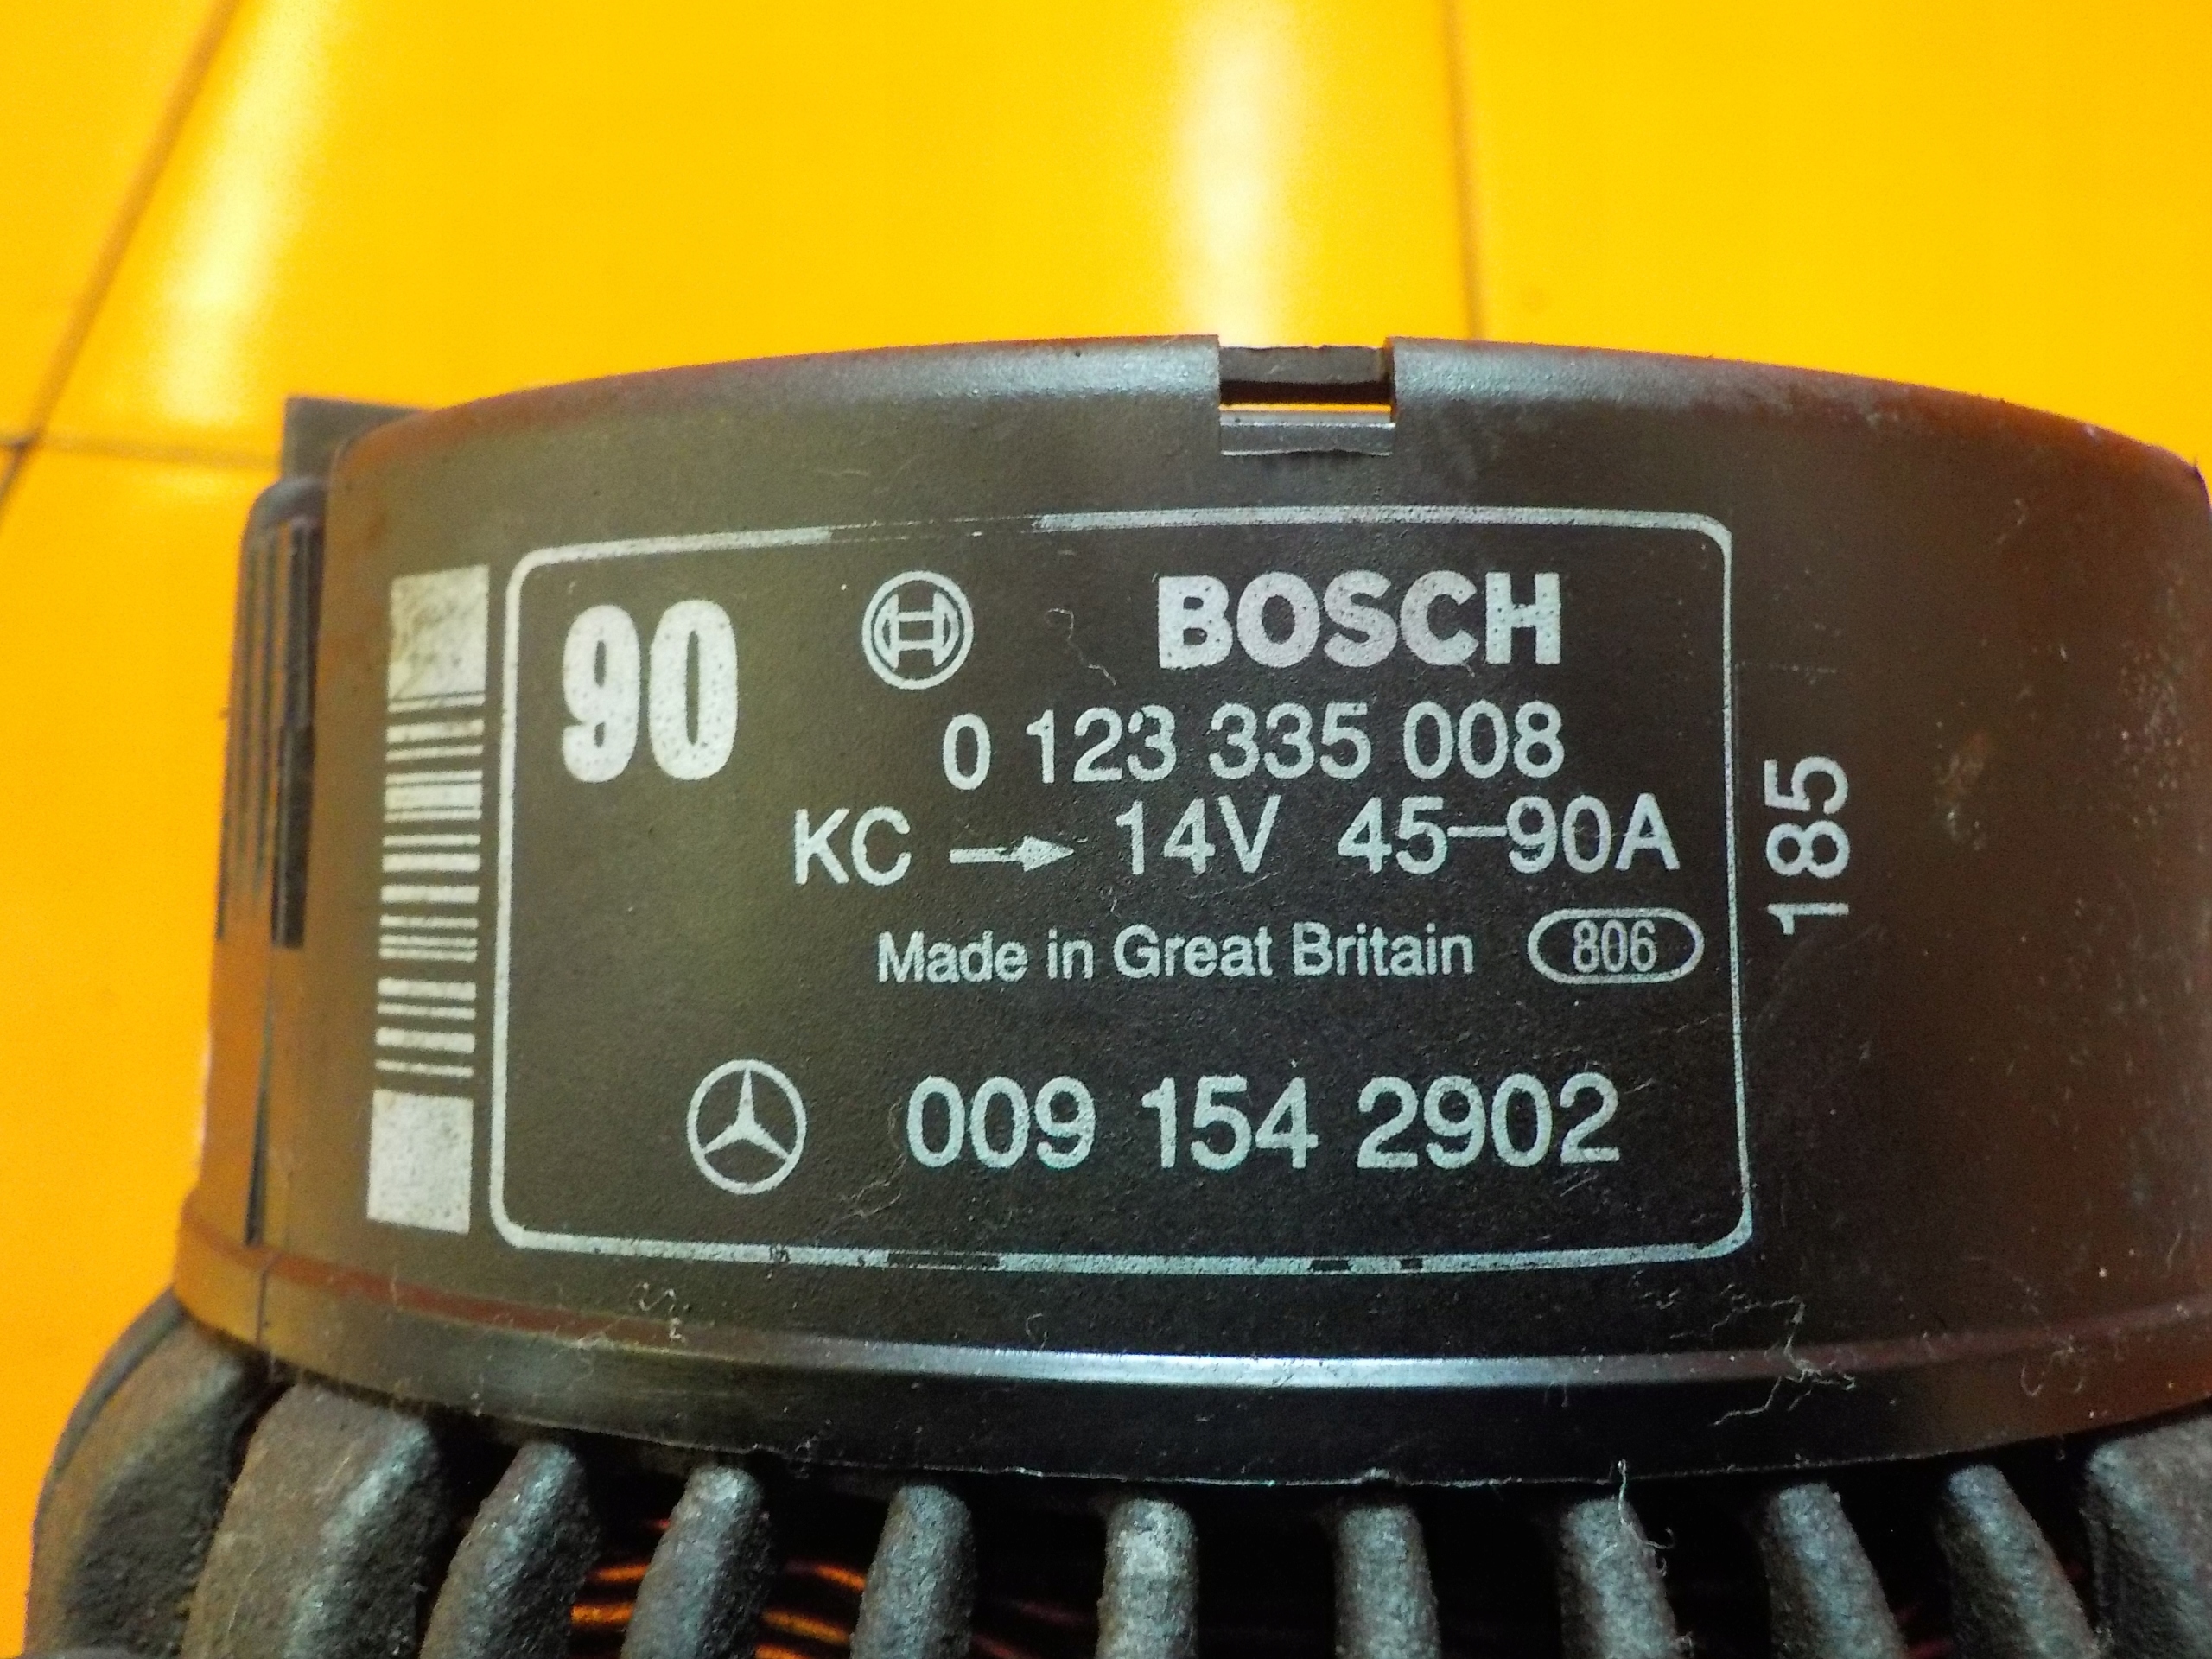 90
BOSCH
0 123 335 008
KC → 14V 45-90A
Made in Great Britain 806
009 154 2902
185